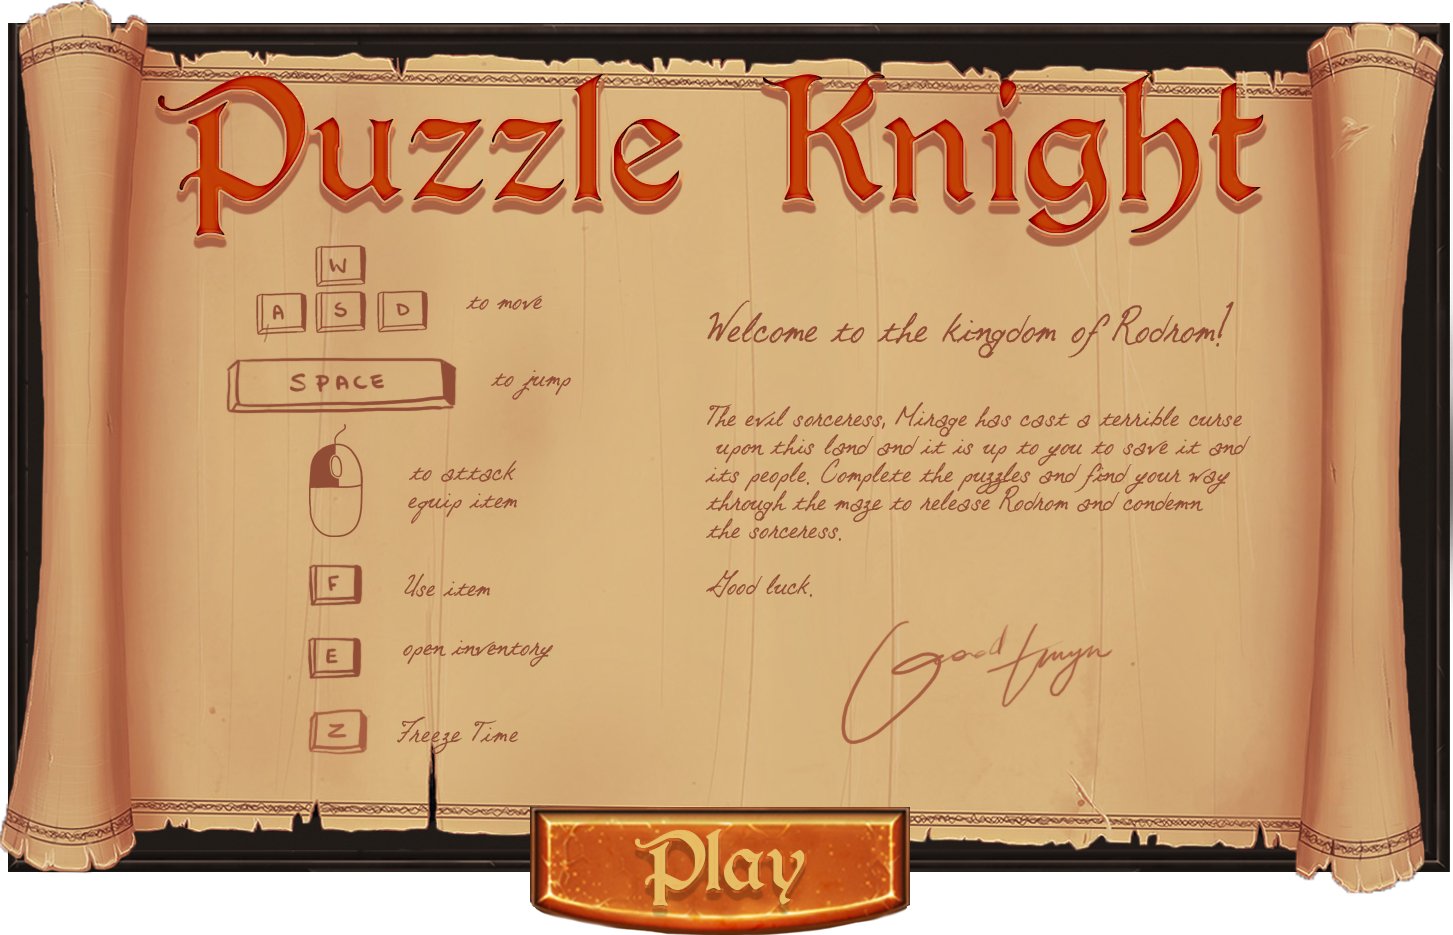 Puzzle Knight
W
A S D to move
SPACE to jump
to attack
equip item
F Use item
E open inventory
Z Freeze Time
Welcome to the kingdom of Rodrom!
The evil sorceress, Mirage has cast a terrible curse
upon this land and it is up to you to save it and
its people. Complete the puzzles and find your way
through the maze to release Rodrom and condemn
the sorceress.
Good luck.
Play